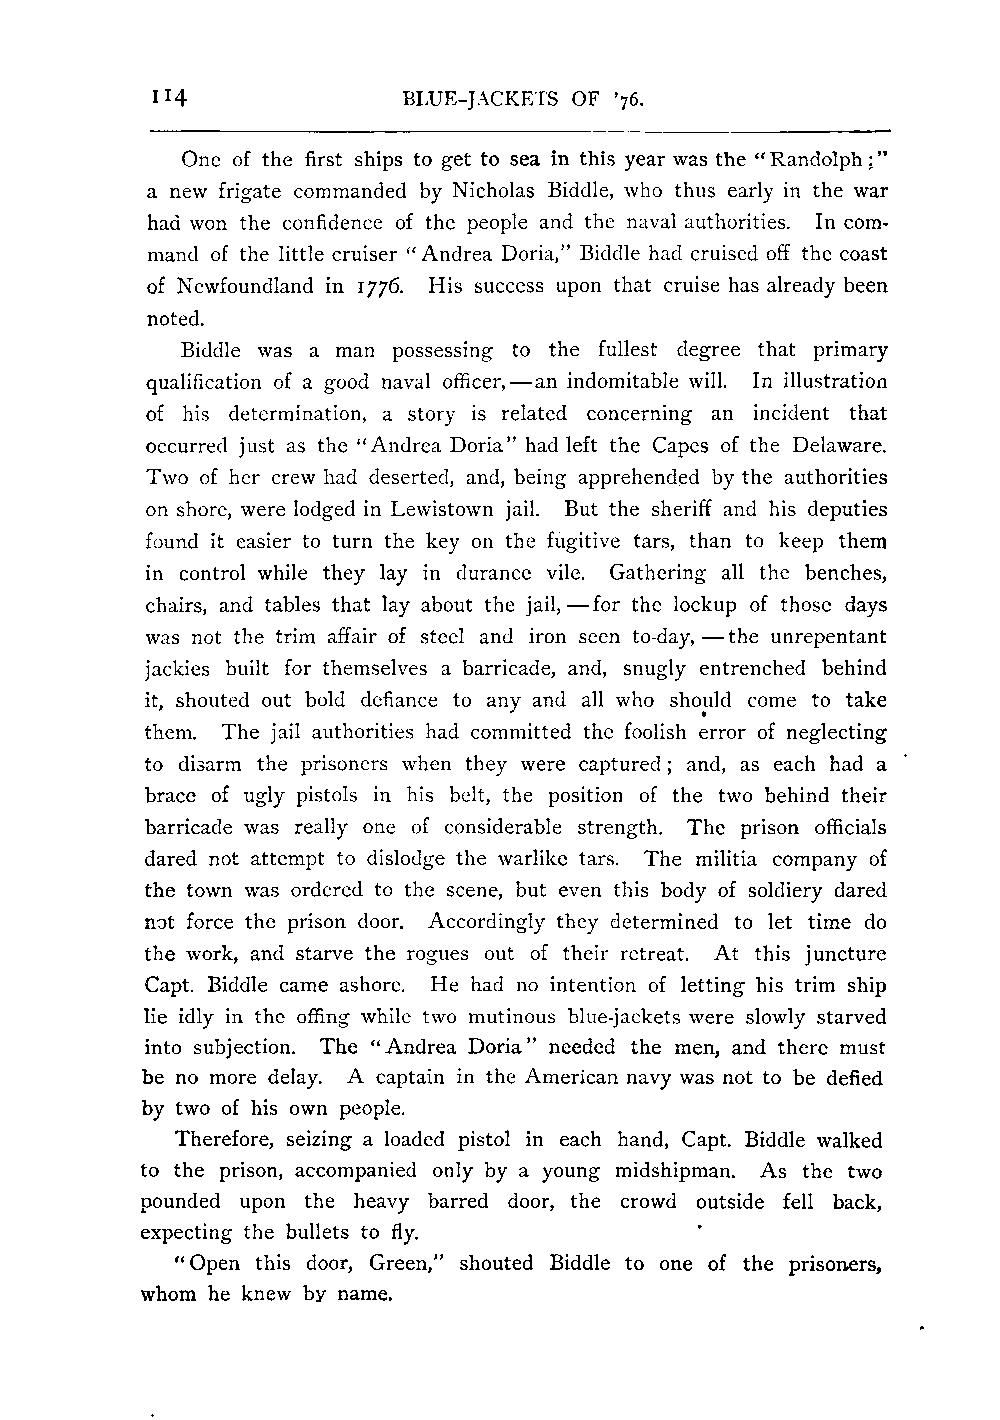 114 BLUE-JACKETS OF '76.
One of the first ships to get to sea in this year was the "Randolph;"
a new frigate commanded by Nicholas Biddle, who thus early in the war
had won the confidence of the people and the naval authorities. In com-
mand of the little cruiser "Andrea Doria," Biddle had cruised off the coast
of Newfoundland in 1776. His success upon that cruise has already been
noted.
Biddle was a man possessing to the fullest degree that primary
qualification of a good naval officer,—an indomitable will. In illustration
of his determination, a story is related concerning an incident that
occurred just as the "Andrea Doria" had left the Capes of the Delaware.
Two of her crew had deserted, and, being apprehended by the authorities
on shore, were lodged in Lewistown jail. But the sheriff and his deputies
found it easier to turn the key on the fugitive tars, than to keep them
in control while they lay in durance vile. Gathering all the benches,
chairs, and tables that lay about the jail,—for the lockup of those days
was not the trim affair of steel and iron seen to-day,—the unrepentant
jackies built for themselves a barricade, and, snugly entrenched behind
it, shouted out bold defiance to any and all who should come to take
them. The jail authorities had committed the foolish error of neglecting
to disarm the prisoners when they were captured; and, as each had a
brace of ugly pistols in his belt, the position of the two behind their
barricade was really one of considerable strength. The prison officials
dared not attempt to dislodge the warlike tars. The militia company of
the town was ordered to the scene, but even this body of soldiery dared
not force the prison door. Accordingly they determined to let time do
the work, and starve the rogues out of their retreat. At this juncture
Capt. Biddle came ashore. He had no intention of letting his trim ship
lie idly in the offing while two mutinous blue-jackets were slowly starved
into subjection. The "Andrea Doria" needed the men, and there must
be no more delay. A captain in the American navy was not to be defied
by two of his own people.
Therefore, seizing a loaded pistol in each hand, Capt. Biddle walked
to the prison, accompanied only by a young midshipman. As the two
pounded upon the heavy barred door, the crowd outside fell back,
expecting the bullets to fly.
"Open this door, Green," shouted Biddle to one of the prisoners,
whom he knew by name.